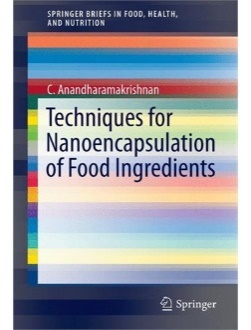 SPRINGER BRIEFS IN FOOD, HEALTH,
AND NUTRITION
C. Anandharamakrishnan
Techniques for
Nanoencapsulation
of Food Ingredients
Springer